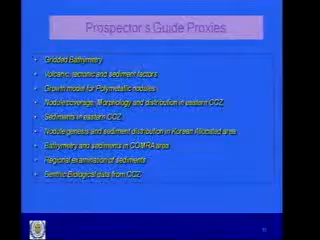 Prospector's Guide Proxies
• Gridded Bathymetry
• Volcanic, tectonic and sediment factors
• Growth model for Polymetallic nodules
• Nodule coverage, Morphology and distribution in eastern CCZ
• Sediments in eastern CCZ
• Nodule genesis and sediment distribution in Korean Allocated area
• Bathymetry and sediments in COMRA area
• Regional examination of sediments
• Benthic Biological data from CCZ